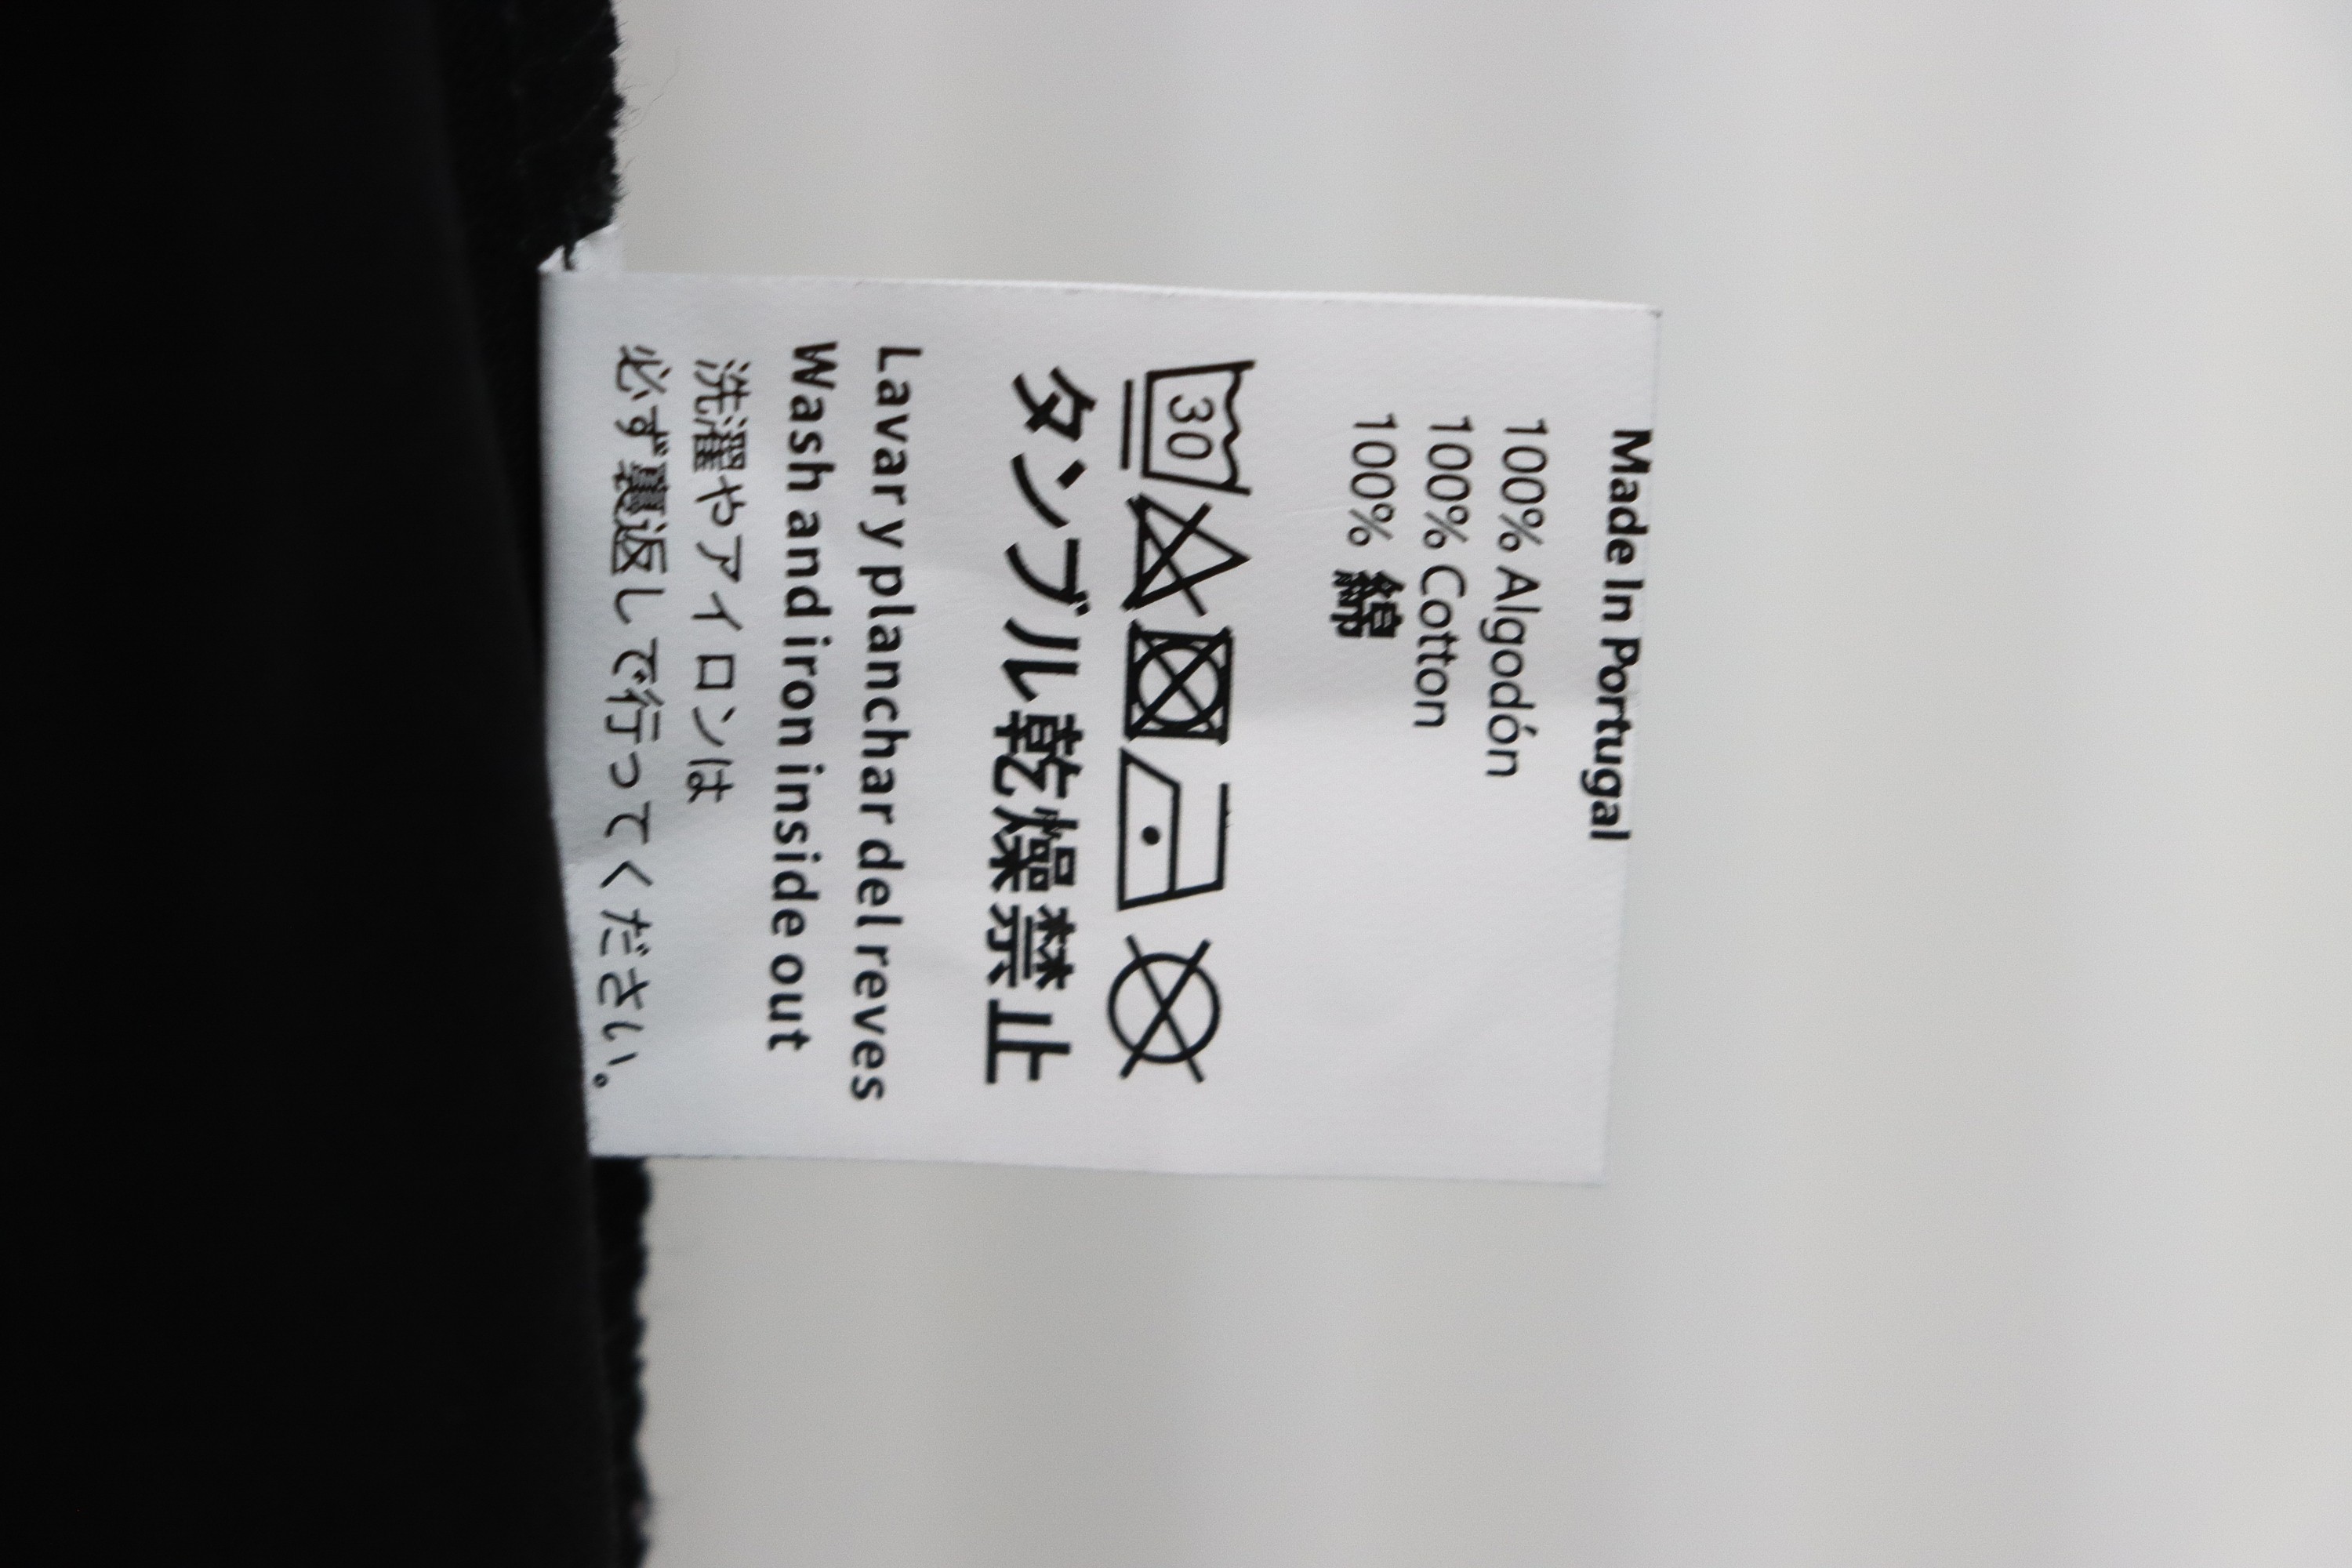 Made In Portugal
100% Algodón
100% Cotton
100% 綿
30
タンブル乾燥禁止
Lavar y planchar del reves
Wash and iron inside out
洗濯やアイロンは
必ず裏返しで行ってください。